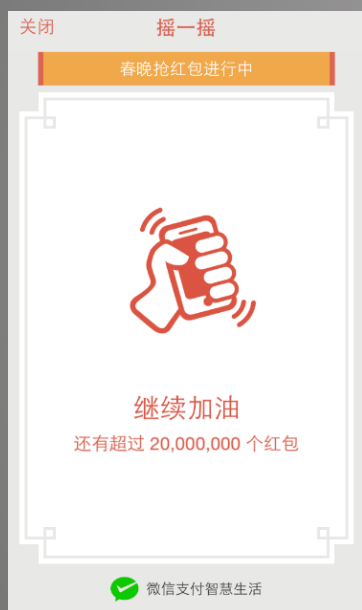 关闭 摇一摇
春晚抢红包进行中
继续加油
还有超过 20,000,000 个红包
微信支付智慧生活